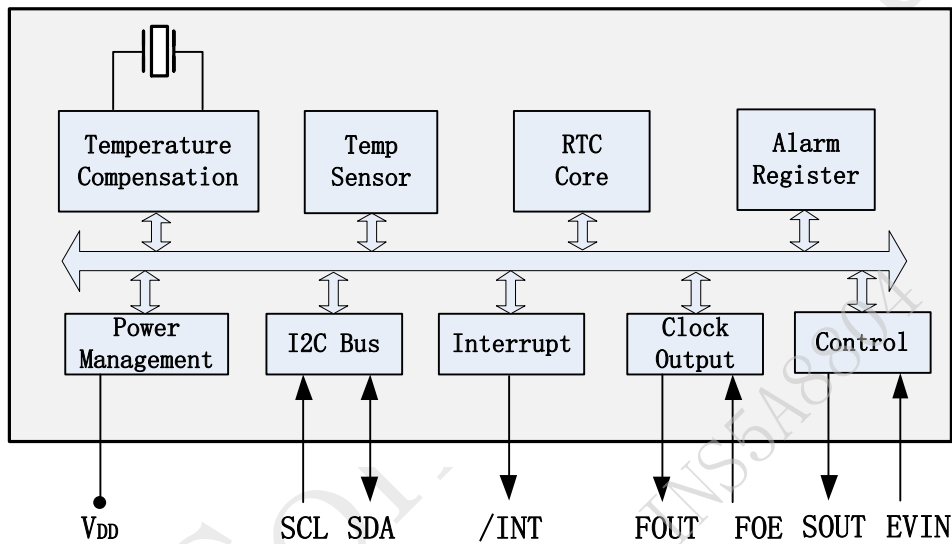 Temperature
Compensation
Temp
Sensor
RTC
Core
Alarm
Register
Power
Management
I2C Bus
Interrupt
Clock
Output
Control
VDD
SCL
SDA
/INT
FOUT
FOE
SOUT
EVIN
INS5A8804